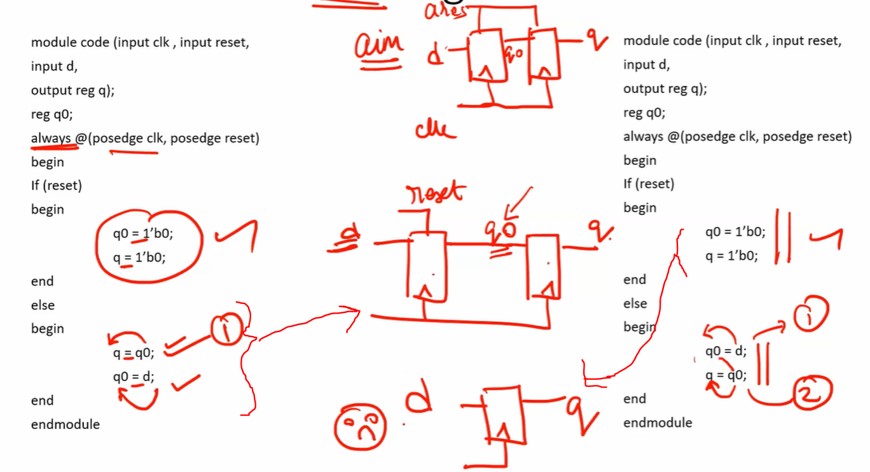 module code (input clk , input reset,
input d,
output reg q);
reg q0;
always @(posedge clk, posedge reset)
begin
If (reset)
begin
q0 = 1'b0;
q = 1'b0;
end
else
begin
q = q0;
q0 = d;
end
endmodule
1
ares
aim
d
q0
q
clk
reset
d
q0
q
d
q
module code (input clk , input reset,
input d,
output reg q);
reg q0;
always @(posedge clk, posedge reset)
begin
If (reset)
begin
q0 = 1'b0;
q = 1'b0;
end
else
begin
q0 = d;
q = q0;
end
endmodule
1
2